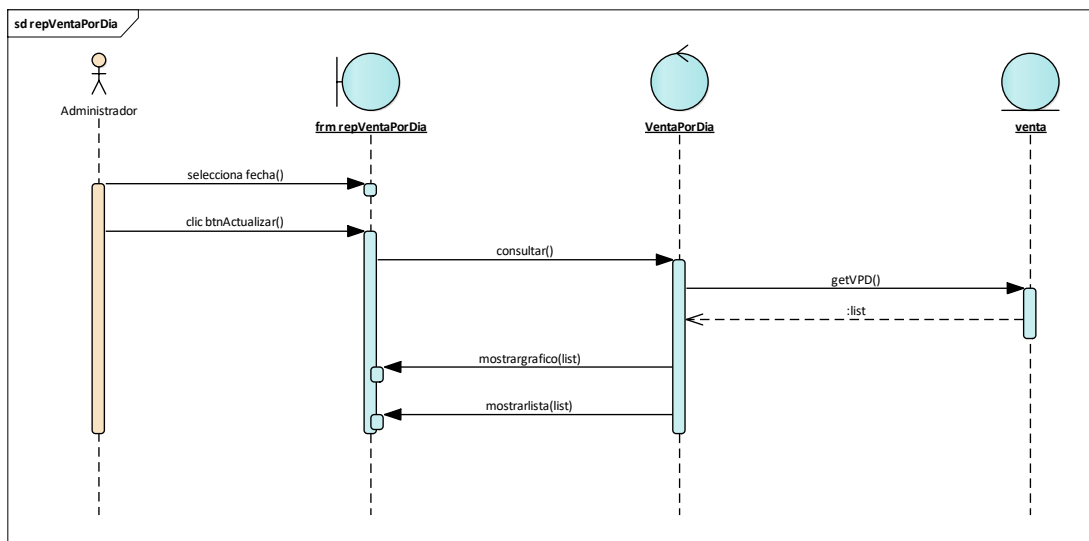 sd repVentaPorDia
Administrador
frm repVentaPorDia
VentaPorDia
venta
selecciona fecha()
clic btnActualizar()
consultar()
getVPD()
:list
mostrargrafico(list)
mostrarlista(list)